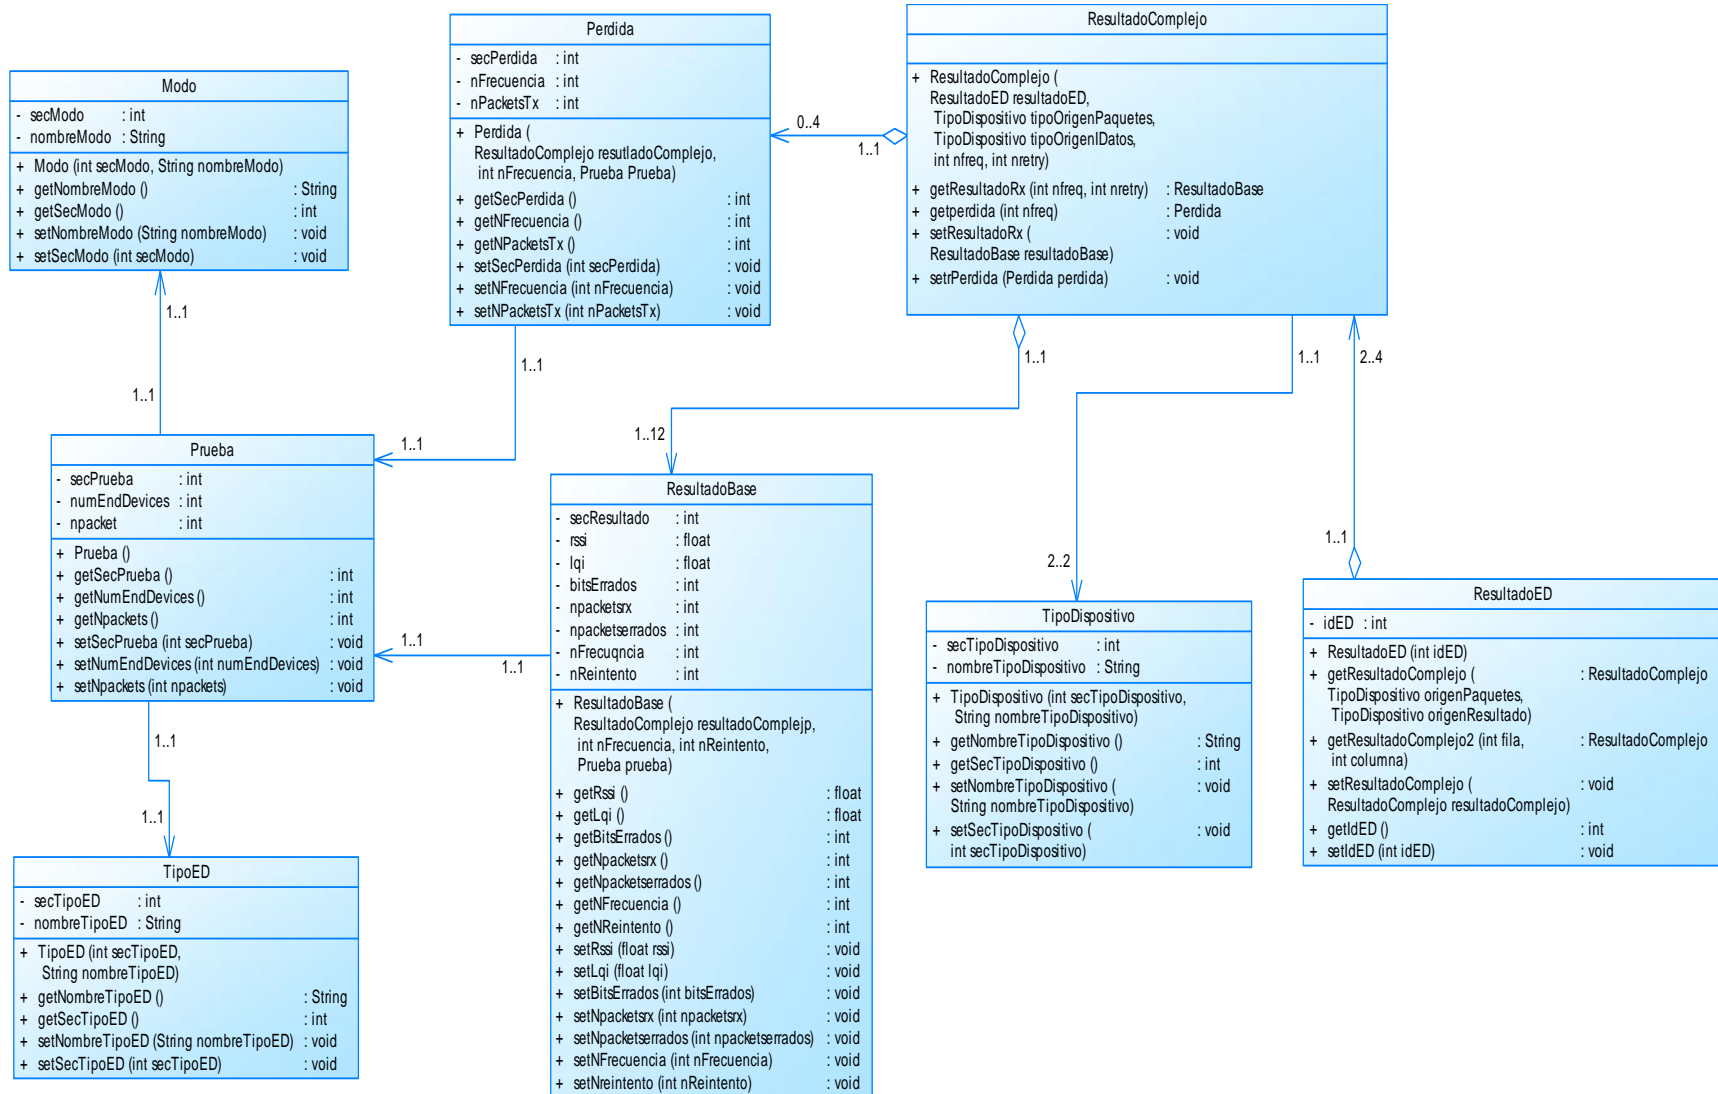 Modo
- secModo : int
- nombreModo : String
+ Modo (int secModo, String nombreModo)
+ getNombreModo () : String
+ getSecModo () : int
+ setNombreModo (String nombreModo) : void
+ setSecModo (int secModo) : void
Perdida
- secPerdida : int
- nFrecuencia : int
- nPacketsTx : int
+ Perdida (
ResultadoComplejo resutladoComplejo,
int nFrecuencia, Prueba Prueba)
+ getSecPerdida () : int
+ getNFrecuencia () : int
+ getNPacketsTx () : int
+ setSecPerdida (int secPerdida) : void
+ setNFrecuencia (int nFrecuencia) : void
+ setNPacketsTx (int nPacketsTx) : void
ResultadoComplejo
+ ResultadoComplejo (
ResultadoED resultadoED,
TipoDispositivo tipoOrigenPaquetes,
TipoDispositivo tipoOrigenIDatos,
int nfreq, int nretry)
+ getResultadoRx (int nfreq, int nretry) : ResultadoBase
+ getperdida (int nfreq) : Perdida
+ setResultadoRx ( : void
ResultadoBase resultadoBase)
+ setrPerdida (Perdida perdida) : void
0..4
1..1
1..1
1..1
1..1
1..1
1..12
1..1
1..1
2..2
2..4
1..1
Prueba
- secPrueba : int
- numEndDevices : int
- npacket : int
+ Prueba ()
+ getSecPrueba () : int
+ getNumEndDevices () : int
+ getNpackets () : int
+ setSecPrueba (int secPrueba) : void
+ setNumEndDevices (int numEndDevices) : void
+ setNpackets (int npackets) : void
1..1
1..1
1..1
1..1
ResultadoBase
- secResultado : int
- rssi : float
- lqi : float
- bitsErrados : int
- npacketsrx : int
- npacketserrados : int
- nFrecuqncia : int
- nReintento : int
+ ResultadoBase (
ResultadoComplejo resultadoComplejp,
int nFrecuencia, int nReintento,
Prueba prueba)
+ getRssi () : float
+ getLqi () : float
+ getBitsErrados () : int
+ getNpacketsrx () : int
+ getNpacketserrados () : int
+ getNFrecuencia () : int
+ getNReintento () : int
+ setRssi (float rssi) : void
+ setLqi (float lqi) : void
+ setBitsErrados (int bitsErrados) : void
+ setNpacketsrx (int npacketsrx) : void
+ setNpacketserrados (int npacketserrados) : void
+ setNFrecuencia (int nFrecuencia) : void
+ setNreintento (int nReintento) : void
TipoDispositivo
- secTipoDispositivo : int
- nombreTipoDispositivo : String
+ TipoDispositivo (int secTipoDispositivo,
String nombreTipoDispositivo)
+ getNombreTipoDispositivo () : String
+ getSecTipoDispositivo () : int
+ setNombreTipoDispositivo ( : void
String nombreTipoDispositivo)
+ setSecTipoDispositivo ( : void
int secTipoDispositivo)
ResultadoED
- idED : int
+ ResultadoED (int idED)
+ getResultadoComplejo ( : ResultadoComplejo
TipoDispositivo origenPaquetes,
TipoDispositivo origenResultado)
+ getResultadoComplejo2 (int fila, : ResultadoComplejo
int columna)
+ setResultadoComplejo ( : void
ResultadoComplejo resultadoComplejo)
+ getIdED () : int
+ setIdED (int idED) : void
TipoED
- secTipoED : int
- nombreTipoED : String
+ TipoED (int secTipoED,
String nombreTipoED)
+ getNombreTipoED () : String
+ getSecTipoED () : int
+ setNombreTipoED (String nombreTipoED) : void
+ setSecTipoED (int secTipoED) : void